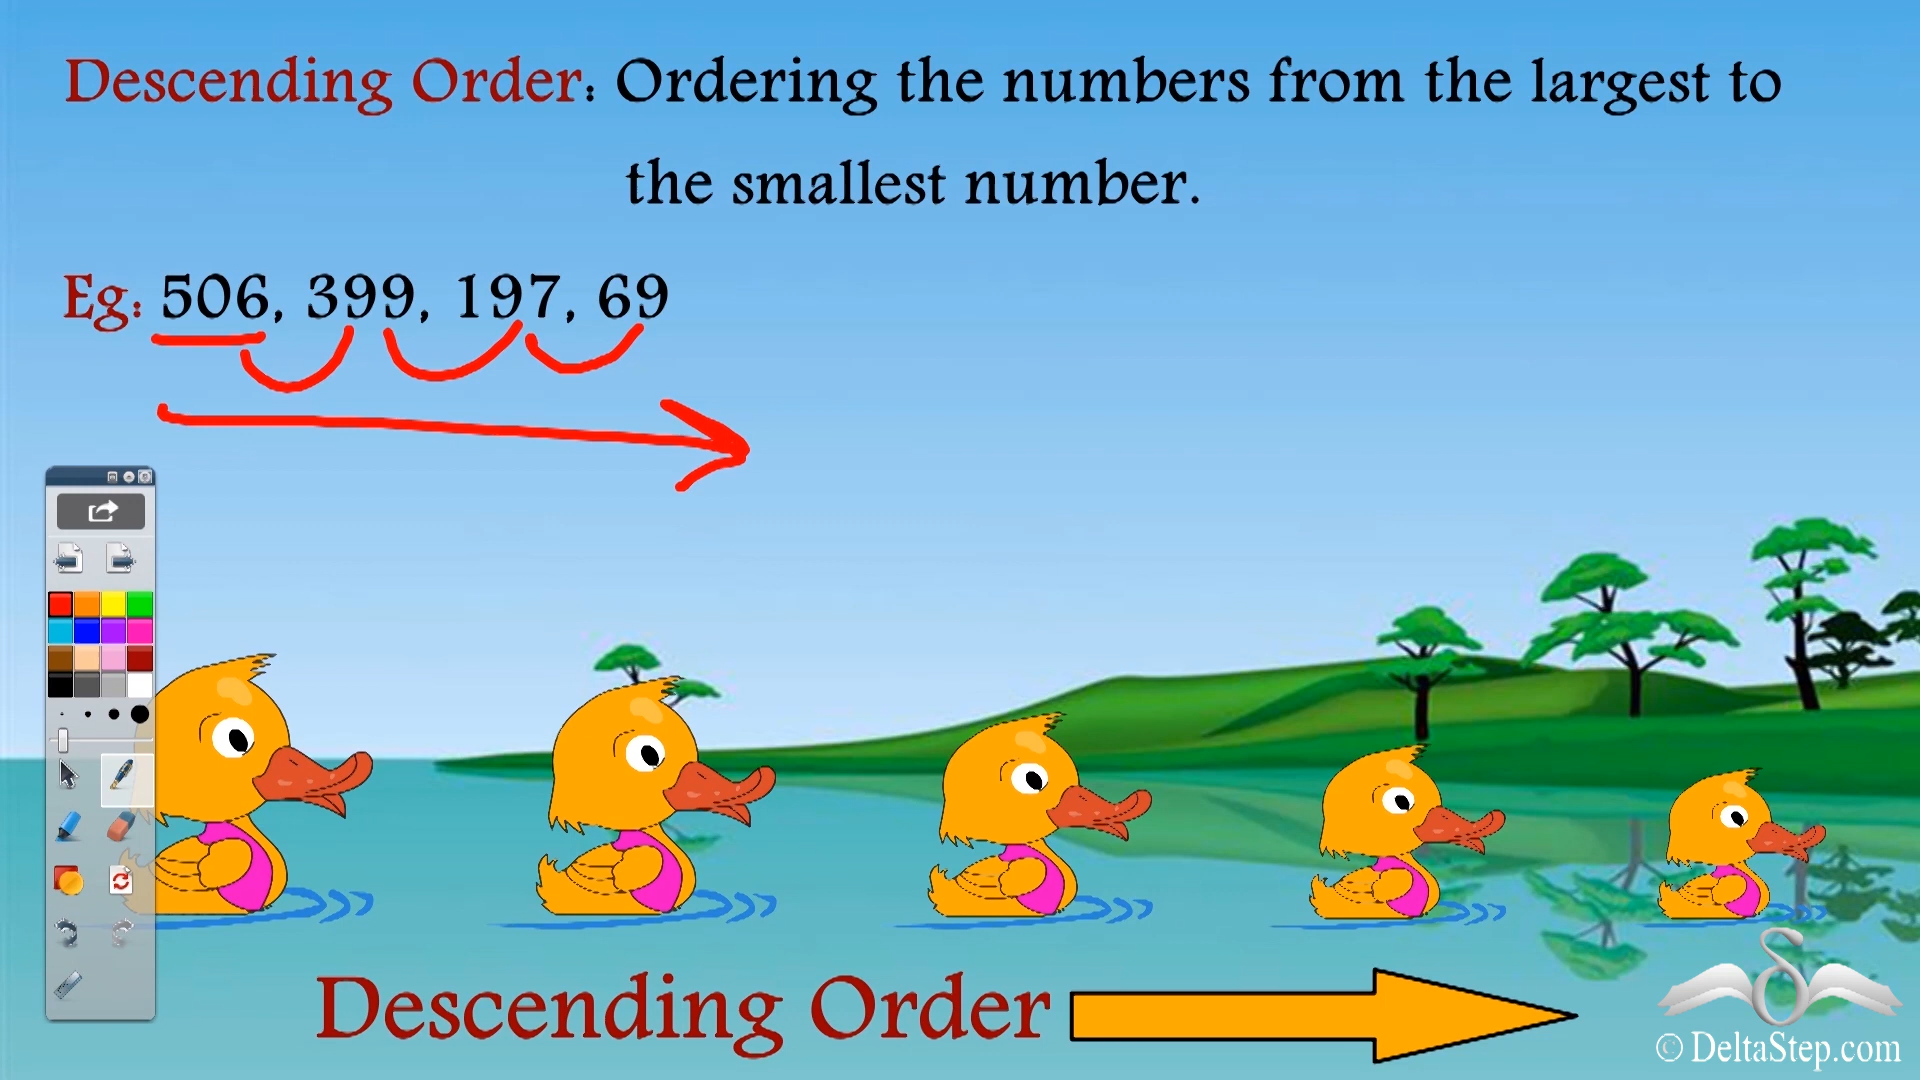 Descending Order: Ordering the numbers from the largest to
the smallest number.
Eg: 506, 399, 197, 69
Descending Order
© DeltaStep.com